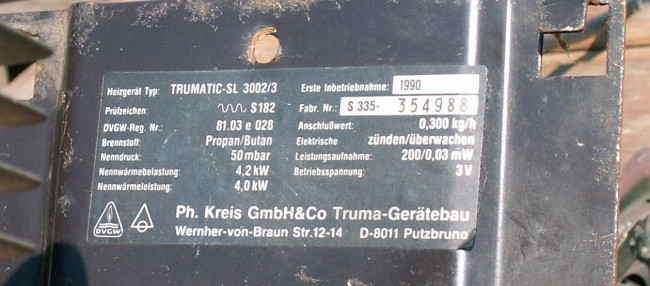 Heizgerät Typ: TRUMATIC-SL 3002/3
Prüfzeichen: S182
DVGW-Reg. Nr.: 81.03 e 028
Brennstoff: Propan/Butan
Nenndruck: 50 mbar
Nennwärmebelastung: 4,2 kW
Nennwärmeleistung: 4,0 kW
Erste Inbetriebnahme: 1990
Fabr. Nr.: S 335- 354988
Anschlußwert: 0,300 kg/h
Elektrische zünden/überwachen
Leistungsaufnahme: 200/0,03 mW
Betriebsspannung: 3V
DVGW
Ph. Kreis GmbH&Co Truma-Gerätebau
Wernher-von-Braun Str.12-14 D-8011 Putzbrunn